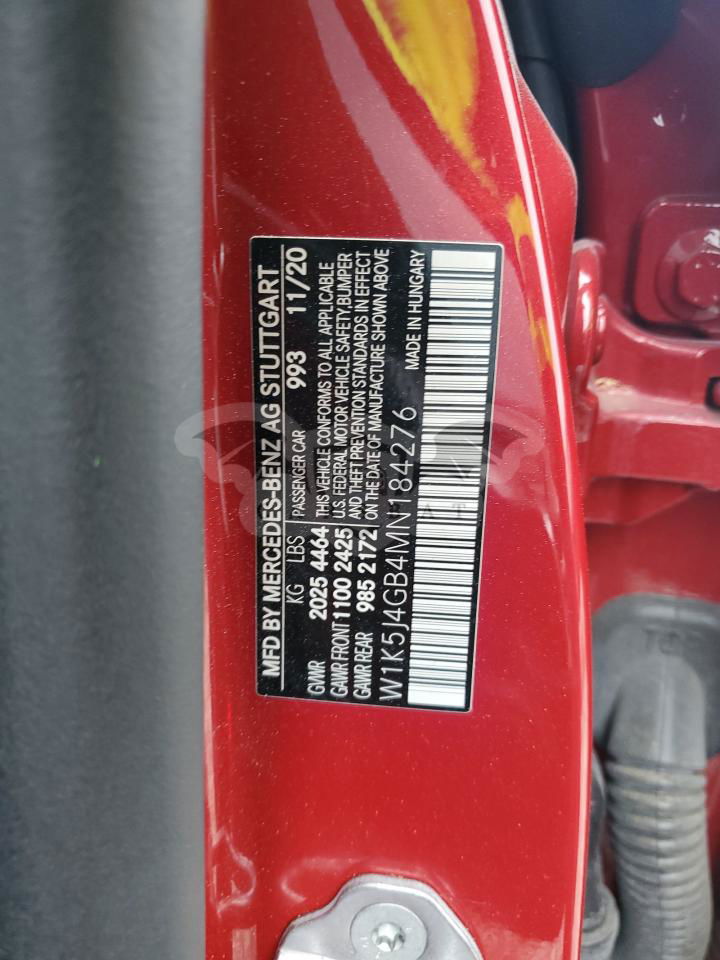 MFD BY MERCEDES-BENZ AG STUTTGART
KG LBS PASSENGER CAR 993 11/20
GVWR 2025 4464 THIS VEHICLE CONFORMS TO ALL APPLICABLE
GAWR FRONT 1100 2425 U.S. FEDERAL MOTOR VEHICLE SAFETY,BUMPER
GAWR REAR 985 2172 AND THEFT PREVENTION STANDARDS IN EFFECT
ON THE DATE OF MANUFACTURE SHOWN ABOVE
W1K5J4GB4MN184276 MADE IN HUNGARY